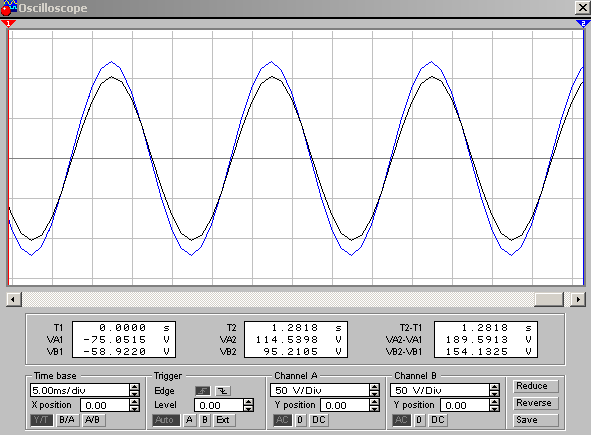 Oscilloscope
1 2
T1 0.0000 s T2 1.2818 s T2-T1 1.2818 s
VA1 -75.0515 V VA2 114.5398 V VA2-VA1 189.5913 V
VB1 -58.9220 V VB2 95.2105 V VB2-VB1 154.1325 V
Time base Trigger Channel A Channel B
5.00ms/div Edge 50 V/Div 50 V/Div Reduce
X position 0.00 Level 0.00 Y position 0.00 Y position 0.00 Reverse
Y/T B/A A/B Auto A B Ext AC 0 DC AC 0 DC Save